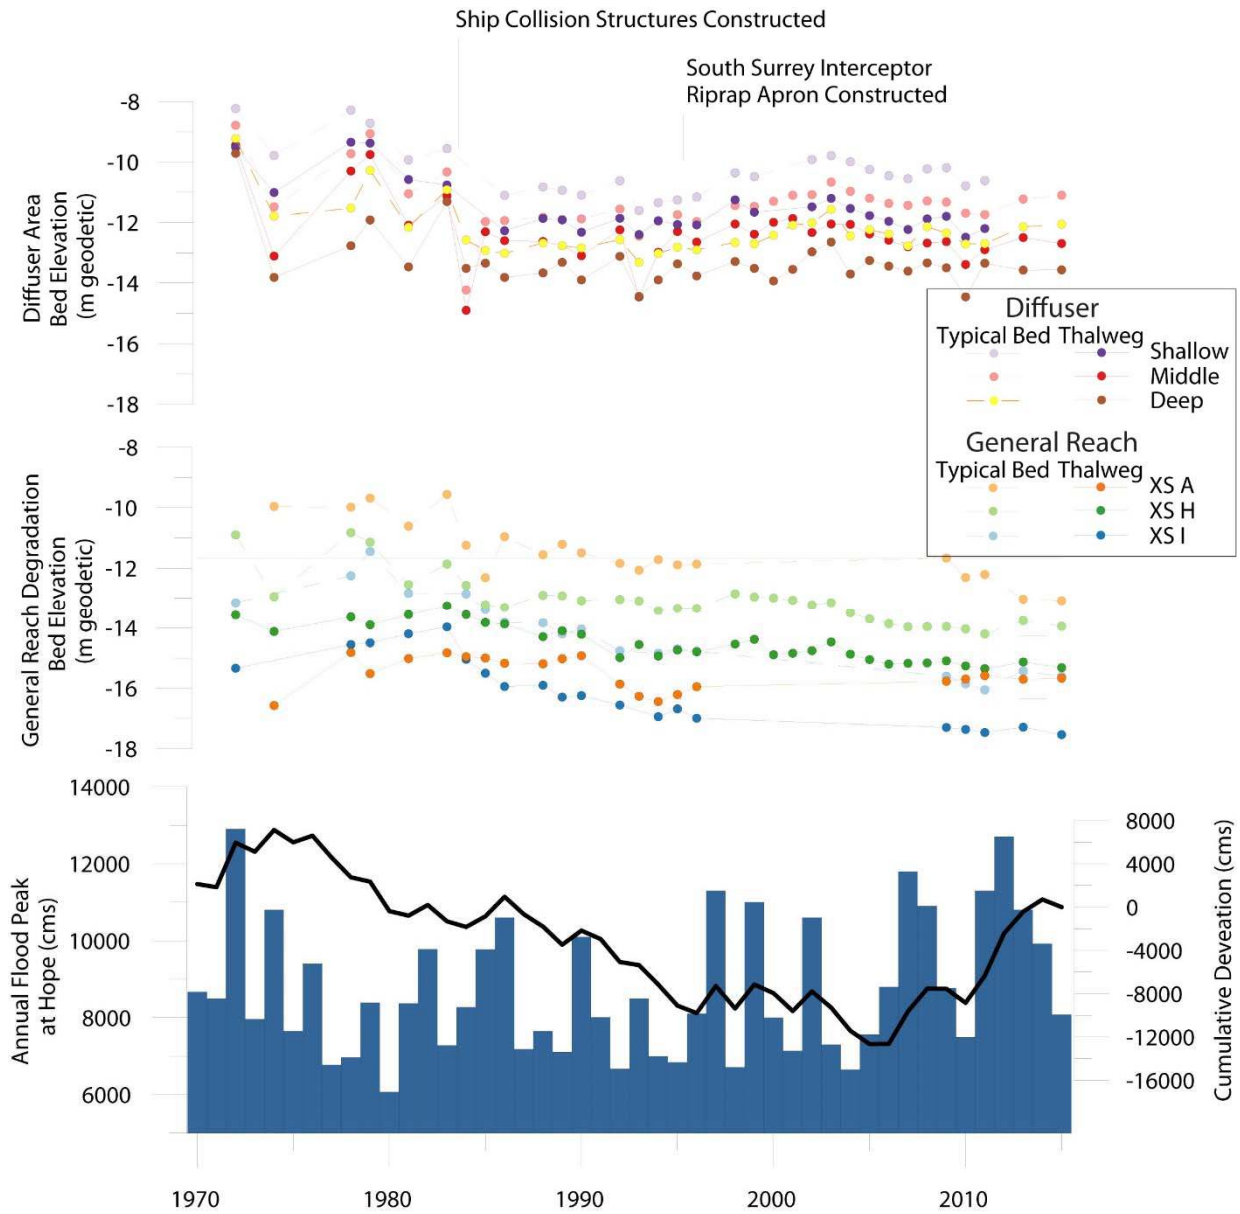 Ship Collision Structures Constructed
South Surrey Interceptor
Riprap Apron Constructed
Diffuser Area
Bed Elevation
(m geodetic)
-8
-10
-12
-14
-16
-18
Diffuser
Typical Bed Thalweg
Shallow
Middle
Deep
General Reach
Typical Bed Thalweg
XS A
XS H
XS I
General Reach Degradation
Bed Elevation
(m geodetic)
-8
-10
-12
-14
-16
-18
Annual Flood Peak
at Hope (cms)
14000
12000
10000
8000
6000
8000
4000
0
-4000
-8000
-12000
-16000
Cumulative Deveation (cms)
1970 1980 1990 2000 2010